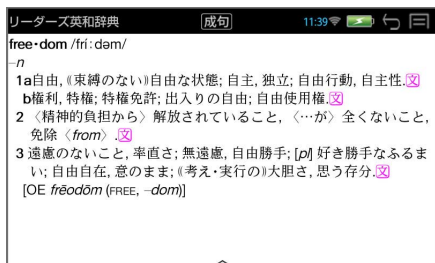 リーダーズ英和辞典 成句 11:39
free・dom /fríːdəm/
–n
1a自由,《束縛のない》自由な状態; 自主, 独立; 自由行動, 自主性.文
b権利, 特権; 特権免許; 出入りの自由; 自由使用権.文
2 〈精神的負担から〉解放されていること, 〈…が〉全くないこと,
免除〈from〉.文
3 遠慮のないこと, 率直さ; 無遠慮, 自由勝手; [pl] 好き勝手なふるま
い; 自由自在, 意のまま; 《考え・実行の》大胆さ, 思う存分.文
[OE frēodōm (FREE, –dom)]